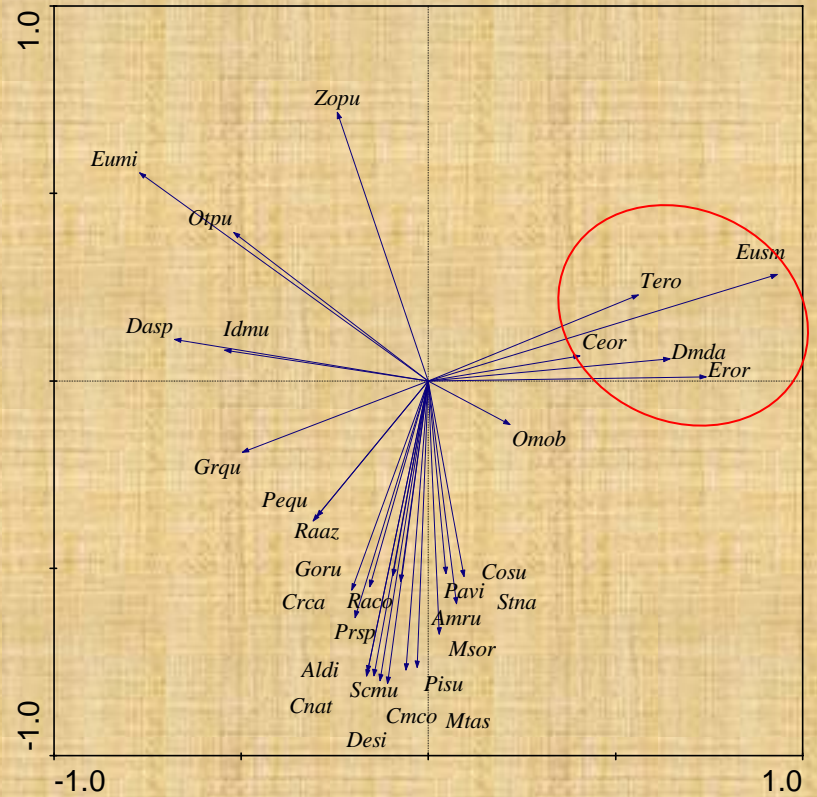 1.0
Zopu
Eumi
Otpu
Eusm
Tero
Dasp
Idmu
Ceor
Dmda
Eror
Omob
Grqu
Pequ
Raaz
Goru
Cosu
Crca
Raco
Pavi
Stna
Prsp
Amru
Msor
Aldi
Scmu
Pisu
Cnat
Cmco
Mtas
Desi
-1.0
-1.0
1.0